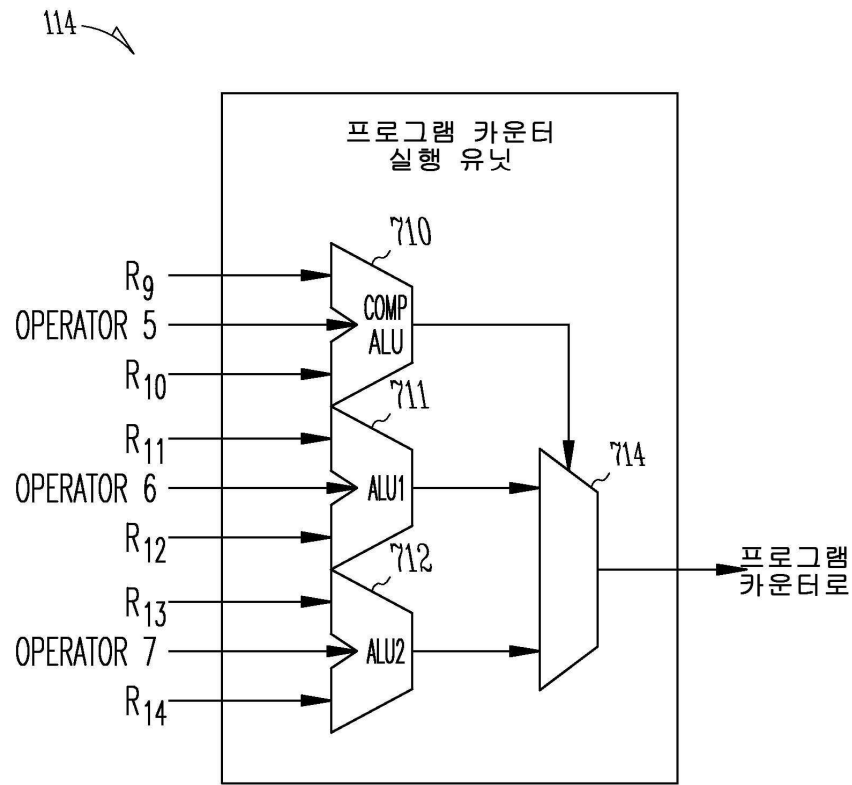 114
프로그램 카운터
실행 유닛
710
R9
OPERATOR 5
COMP
ALU
R10
711
R11
OPERATOR 6
ALU1
714
R12
712
프로그램
카운터로
R13
OPERATOR 7
ALU2
R14